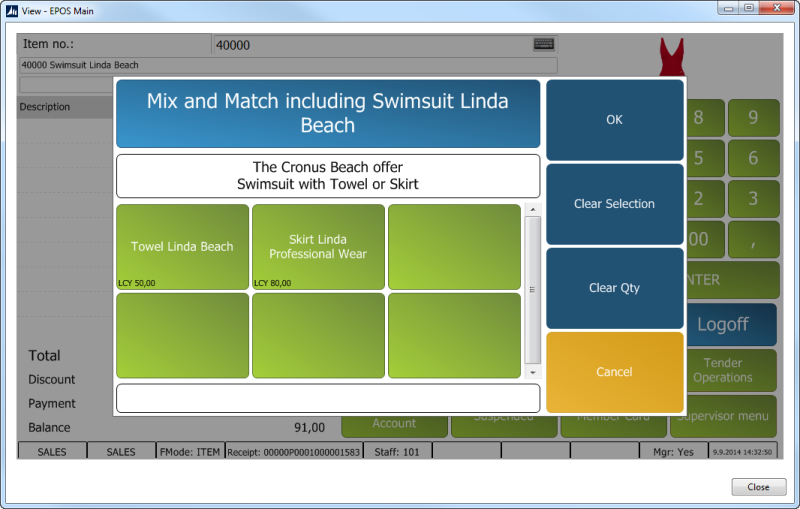 View - EPOS Main
Item no.:
40000
40000 Swimsuit Linda Beach
Description
Mix and Match including Swimsuit Linda
Beach
The Cronus Beach offer
Swimsuit with Towel or Skirt
Towel Linda Beach
LCY 50,00
Skirt Linda
Professional Wear
LCY 80,00
OK
Clear Selection
Clear Qty
Cancel
8
9
5
6
2
3
00
,
NTER
Logoff
Tender
Operations
Total
Discount
Payment
Balance
91,00
Account
Suspended
Member Card
Supervisor menu
SALES
SALES
FMode: ITEM
Receipt: 00000P0001000001583
Staff: 101
Mgr: Yes
9.9.2014 14:32:50
Close